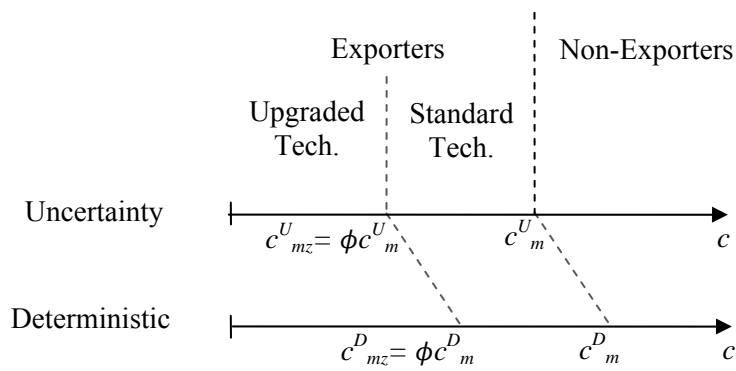 Exporters
Non-Exporters
Upgraded Tech.
Standard Tech.
Uncertainty
c^U_mz = ϕc^U_m
c^U_m
c
Deterministic
c^D_mz = ϕc^D_m
c^D_m
c